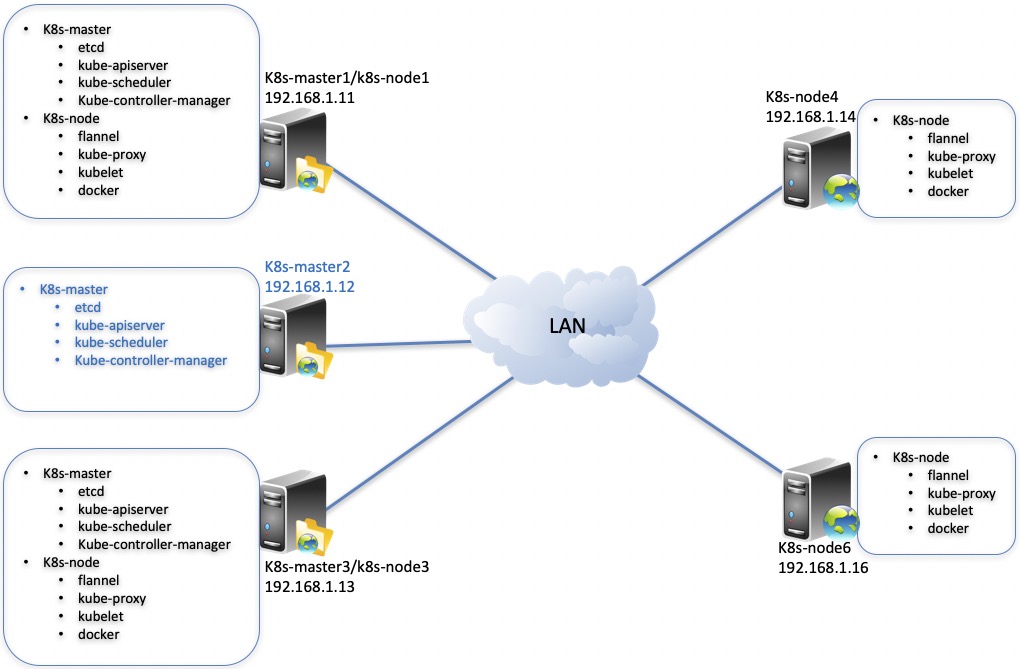 K8s-master
etcd
kube-apiserver
kube-scheduler
Kube-controller-manager
K8s-node
flannel
kube-proxy
kubelet
docker
K8s-master1/k8s-node1
192.168.1.11
K8s-master
etcd
kube-apiserver
kube-scheduler
Kube-controller-manager
K8s-master2
192.168.1.12
K8s-master
etcd
kube-apiserver
kube-scheduler
Kube-controller-manager
K8s-node
flannel
kube-proxy
kubelet
docker
K8s-master3/k8s-node3
192.168.1.13
LAN
K8s-node4
192.168.1.14
K8s-node
flannel
kube-proxy
kubelet
docker
K8s-node
flannel
kube-proxy
kubelet
docker
K8s-node6
192.168.1.16